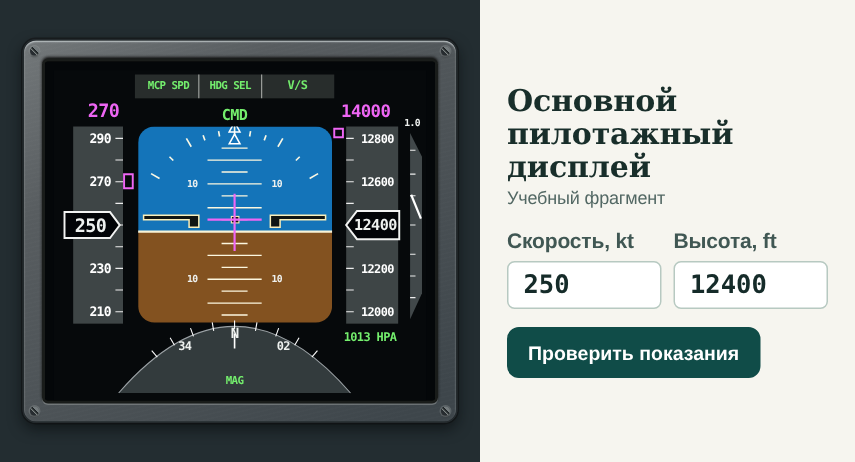 MCP SPD HDG SEL V/S
270 CMD 14000
1.0
290
270
250
230
210
10 10
10 10
12800
12600
12400
12200
12000
1013 HPA
34 N 02
MAG
Основной
пилотажный
дисплей
Учебный фрагмент
Скорость, kt Высота, ft
250 12400
Проверить показания